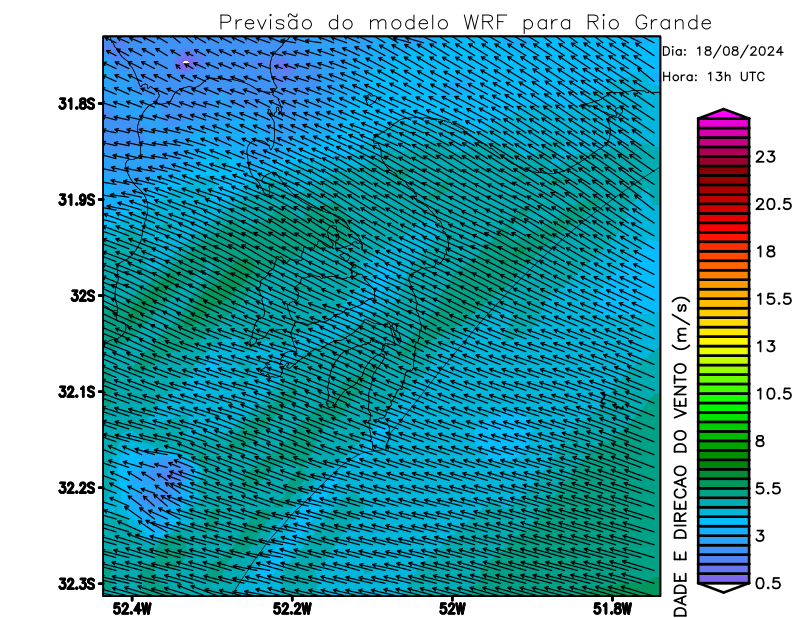 Previsão do modelo WRF para Rio Grande
Dia: 18/08/2024
Hora: 13h UTC
31.8S
31.9S
32S
32.1S
32.2S
32.3S
52.4W
52.2W
52W
51.8W
DADE E DIRECAO DO VENTO (m/s)
23
20.5
18
15.5
13
10.5
8
5.5
3
0.5